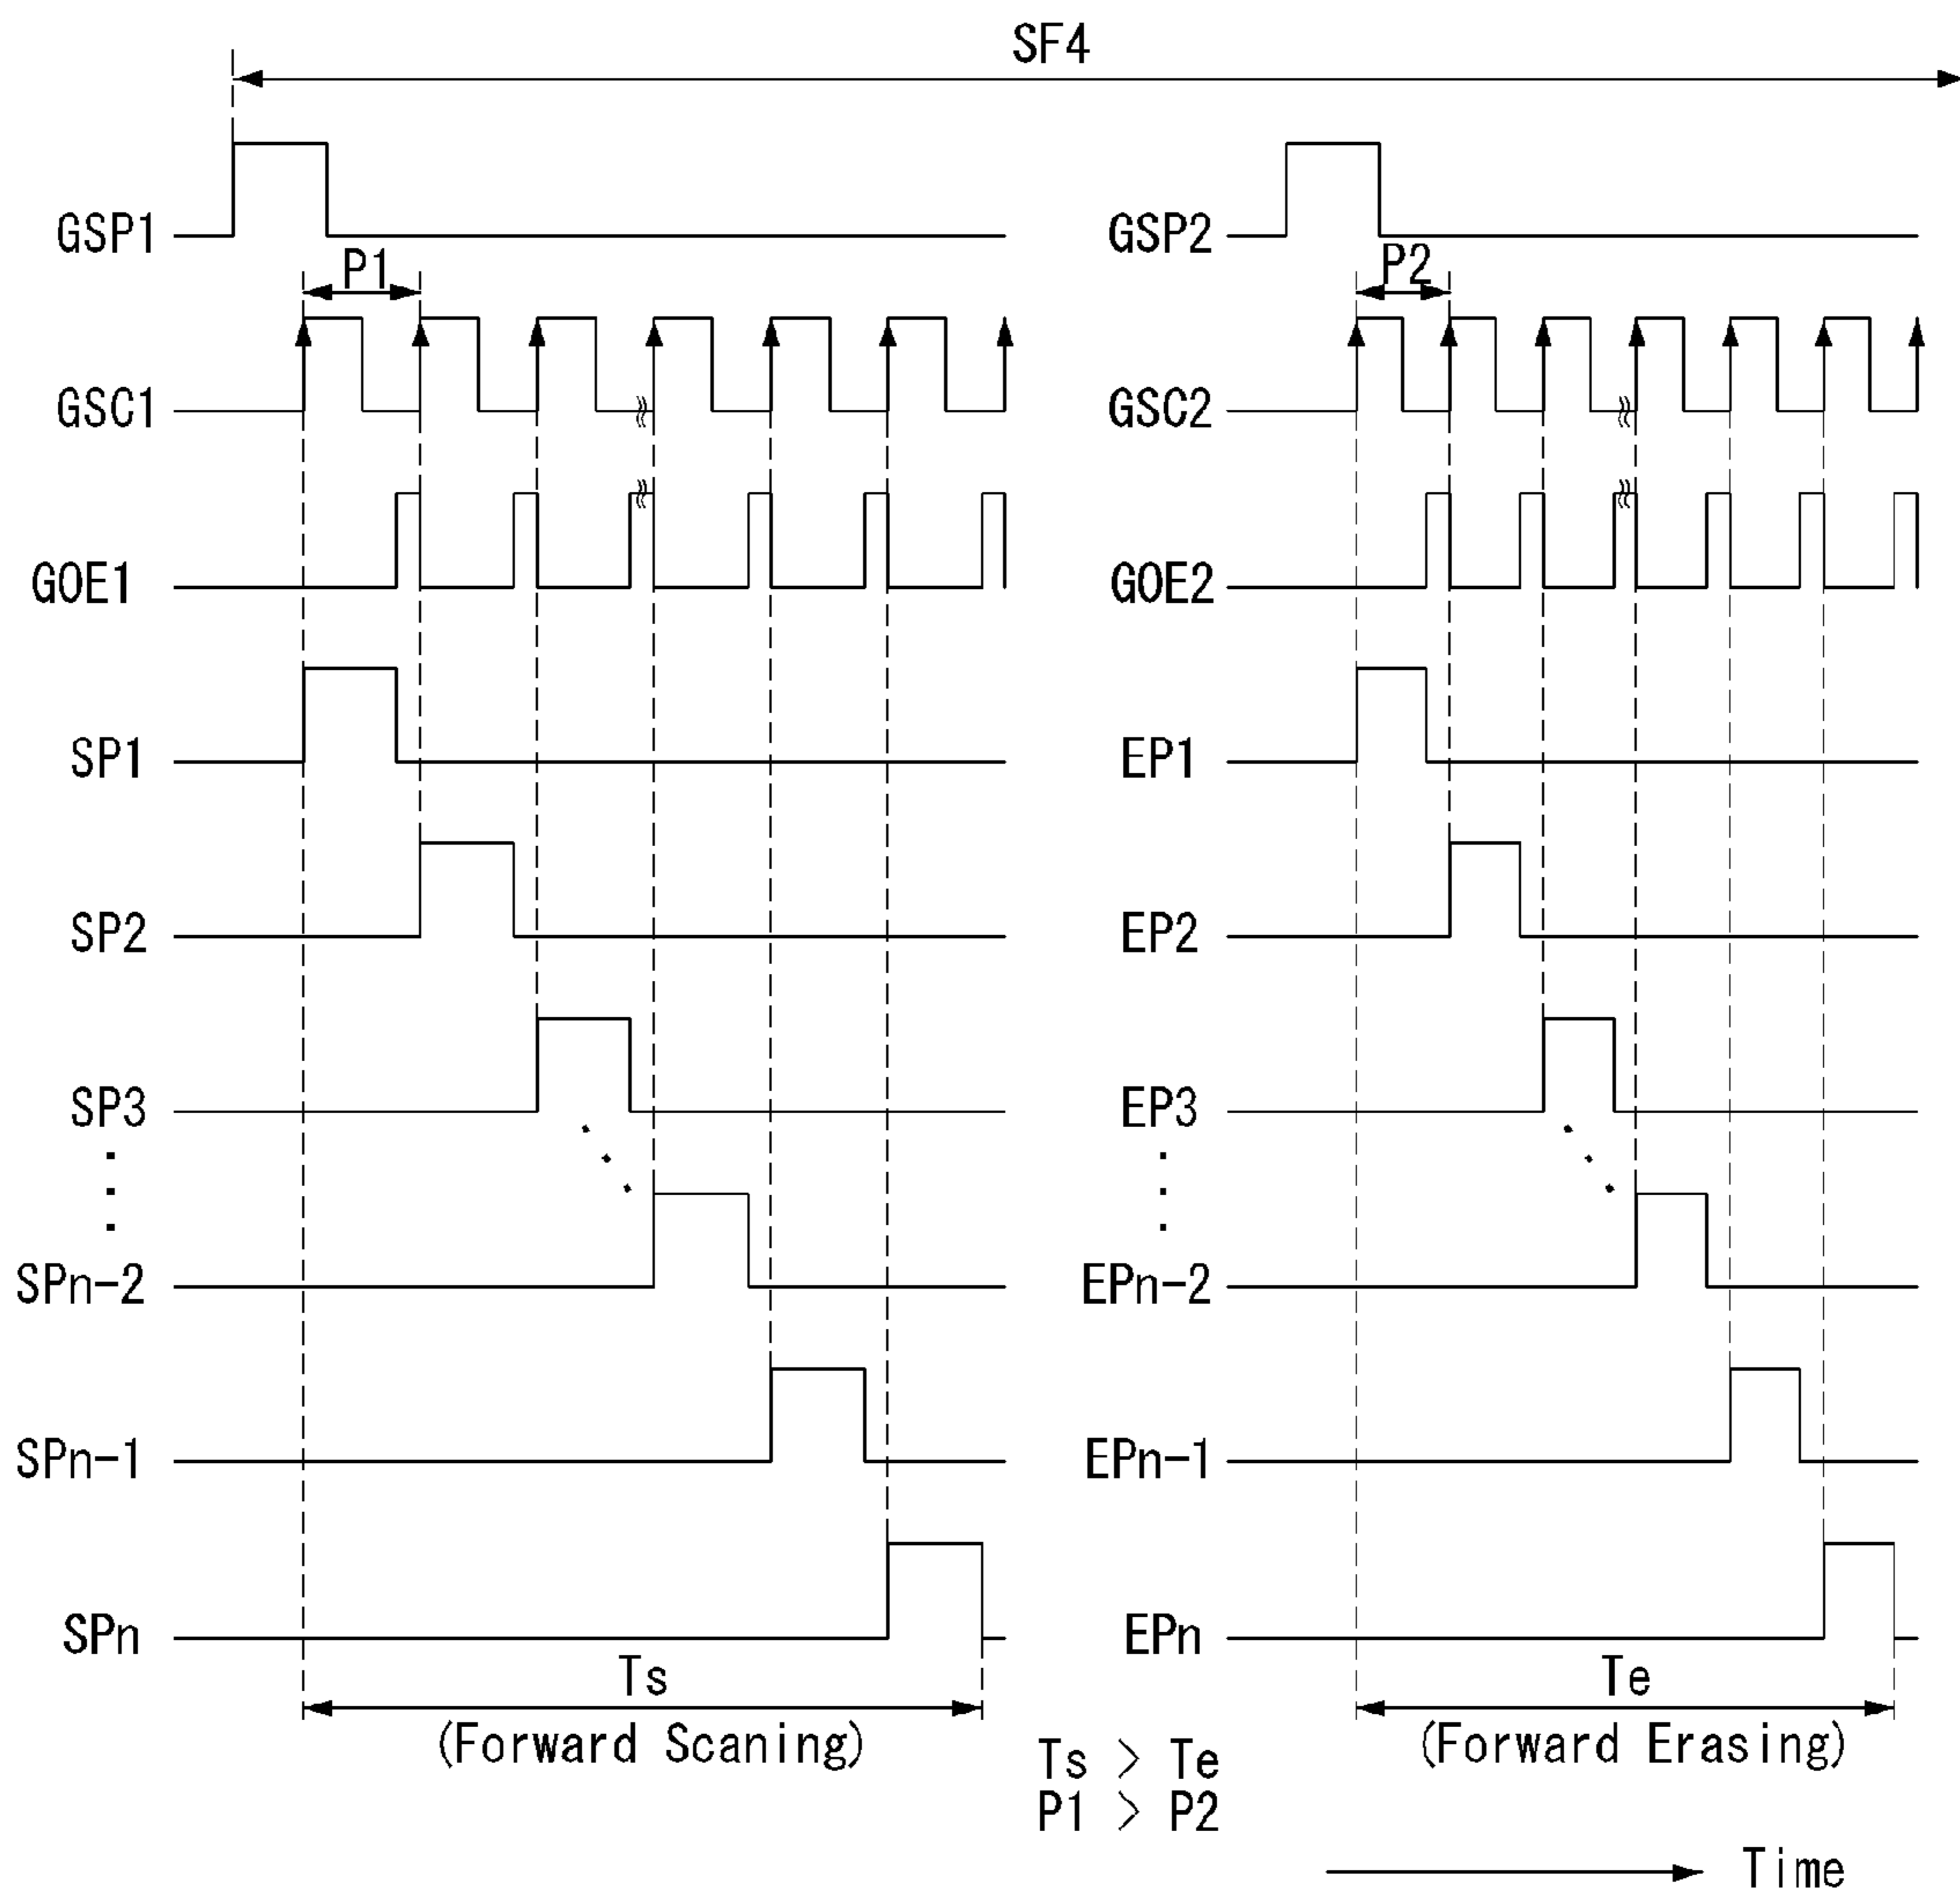 SF4
GSP1
GSP2
P1
P2
GSC1
GSC2
GOE1
GOE2
SP1
EP1
SP2
EP2
SP3
EP3
SPn-2
EPn-2
SPn-1
EPn-1
SPn
EPn
Ts
Te
(Forward Scaning)
(Forward Erasing)
Ts > Te
P1 > P2
Time